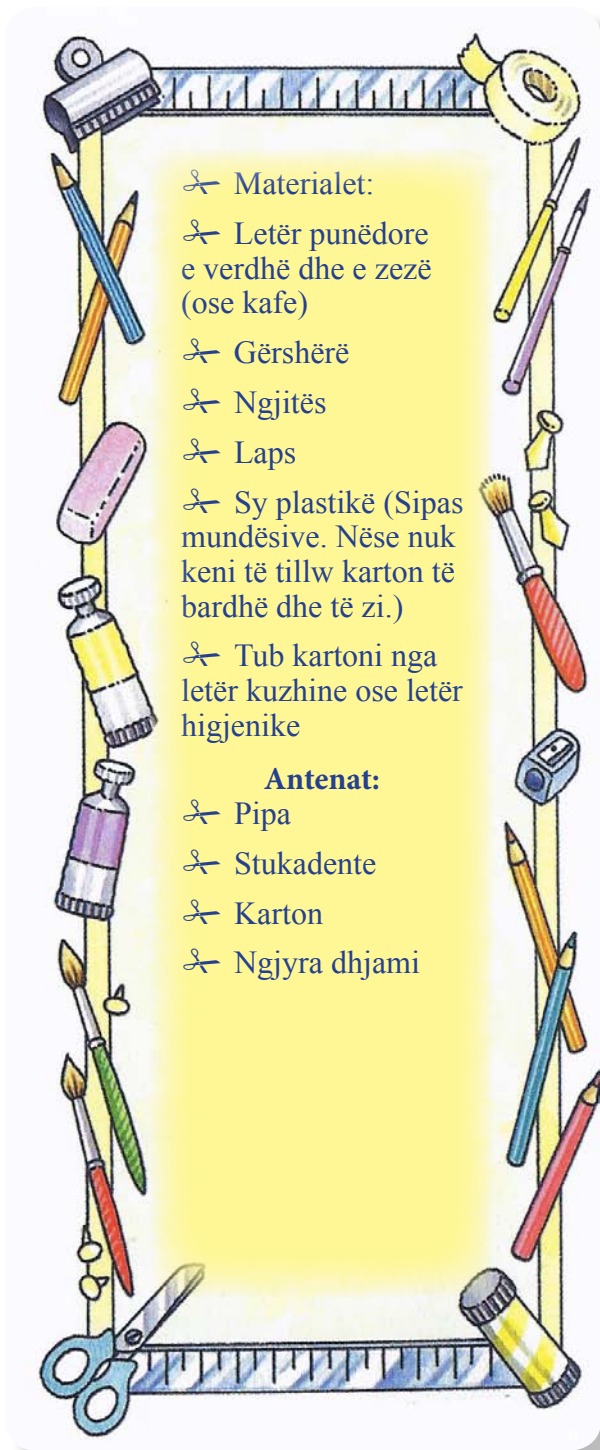 ✁ Materialet:
✁ Letër punëdore
e verdhë dhe e zezë
(ose kafe)
✁ Gërshërë
✁ Ngjitës
✁ Laps
✁ Sy plastikë (Sipas
mundësive. Nëse nuk
keni të tillw karton të
bardhë dhe të zi.)
✁ Tub kartoni nga
letër kuzhine ose letër
higjenike
Antenat:
✁ Pipa
✁ Stukadente
✁ Karton
✁ Ngjyra dhjami